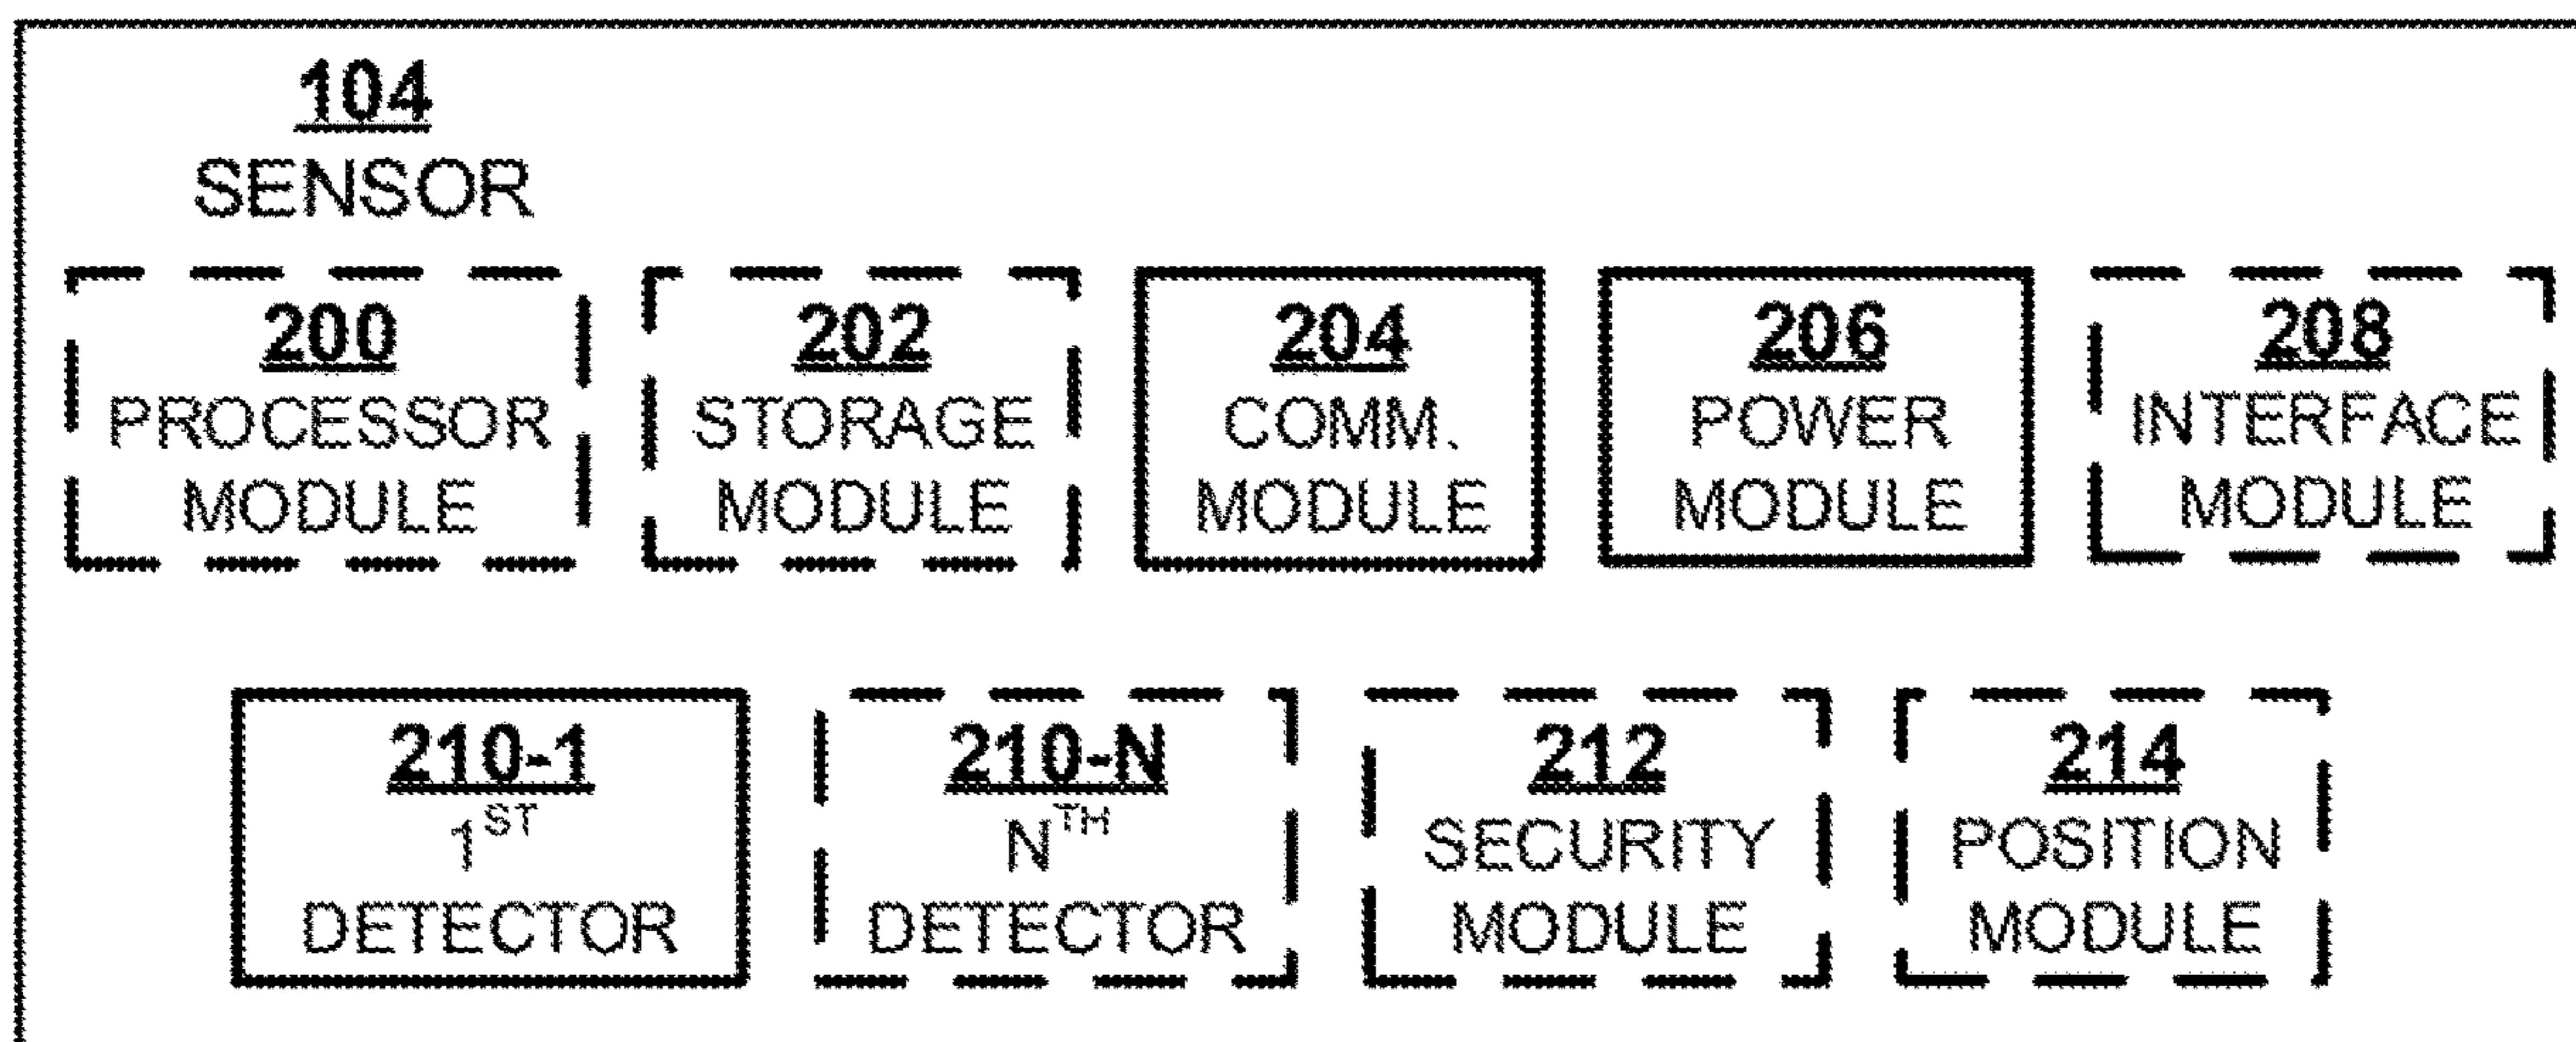 104
SENSOR
200
PROCESSOR
MODULE
202
STORAGE
MODULE
204
COMM.
MODULE
206
POWER
MODULE
208
INTERFACE
MODULE
210-1
1ST
DETECTOR
210-N
NTH
DETECTOR
212
SECURITY
MODULE
214
POSITION
MODULE